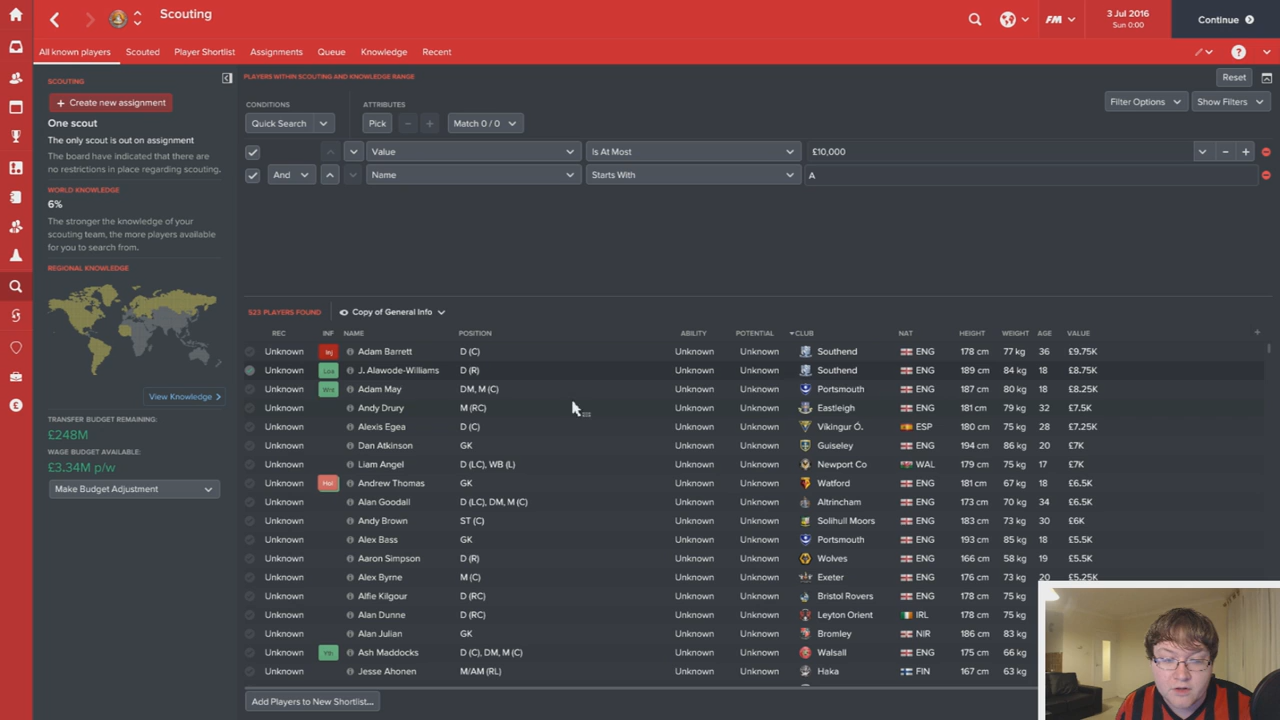 Scouting
FM
3 Jul 2016
Sun 0:00
Continue
All known players Scouted Player Shortlist Assignments Queue Knowledge Recent
?
SCOUTING
+ Create new assignment
One scout
The only scout is out on assignment
The board have indicated that there are
no restrictions in place regarding scouting.
WORLD KNOWLEDGE
6%
The stronger the knowledge of your
scouting team, the more players available
for you to search from.
REGIONAL KNOWLEDGE
View Knowledge
TRANSFER BUDGET REMAINING:
£248M
WAGE BUDGET AVAILABLE:
£3.34M p/w
Make Budget Adjustment
PLAYERS WITHIN SCOUTING AND KNOWLEDGE RANGE
Reset
Filter Options Show Filters
CONDITIONS ATTRIBUTES
Quick Search Pick - + Match 0 / 0
Value Is At Most £10,000 - +
And Name Starts With A
523 PLAYERS FOUND Copy of General Info
REC INF NAME POSITION ABILITY POTENTIAL CLUB NAT HEIGHT WEIGHT AGE VALUE +
Unknown Inj Adam Barrett D (C) Unknown Unknown Southend ENG 178 cm 77 kg 36 £9.75K
Unknown Loa J. Alawode-Williams D (R) Unknown Unknown Southend ENG 189 cm 84 kg 18 £8.75K
Unknown Wnt Adam May DM, M (C) Unknown Unknown Portsmouth ENG 187 cm 80 kg 18 £8.25K
Unknown Andy Drury M (RC) Unknown Unknown Eastleigh ENG 181 cm 79 kg 32 £7.5K
Unknown Alexis Egea D (C) Unknown Unknown Víkingur Ó. ESP 180 cm 75 kg 28 £7.25K
Unknown Dan Atkinson GK Unknown Unknown Guiseley ENG 194 cm 86 kg 20 £7K
Unknown Liam Angel D (LC), WB (L) Unknown Unknown Newport Co WAL 179 cm 75 kg 17 £7K
Unknown Hol Andrew Thomas GK Unknown Unknown Watford ENG 181 cm 67 kg 18 £6.5K
Unknown Alan Goodall D (LC), DM, M (C) Unknown Unknown Altrincham ENG 173 cm 70 kg 34 £6.5K
Unknown Andy Brown ST (C) Unknown Unknown Solihull Moors ENG 183 cm 73 kg 30 £6K
Unknown Alex Bass GK Unknown Unknown Portsmouth ENG 193 cm 85 kg 18 £5.5K
Unknown Aaron Simpson D (R) Unknown Unknown Wolves ENG 166 cm 58 kg 19 £5.5K
Unknown Alex Byrne M (C) Unknown Unknown Exeter ENG 176 cm 73 kg 20 £5.25K
Unknown Alfie Kilgour D (RC) Unknown Unknown Bristol Rovers ENG 178 cm 75 kg
Unknown Alan Dunne D (RC) Unknown Unknown Leyton Orient IRL 178 cm 75 kg
Unknown Alan Julian GK Unknown Unknown Bromley NIR 186 cm 83 kg
Unknown Yth Ash Maddocks D (C), DM, M (C) Unknown Unknown Walsall ENG 175 cm 66 kg
Unknown Jesse Ahonen M/AM (RL) Unknown Unknown Haka FIN 167 cm 63 kg
Add Players to New Shortlist...